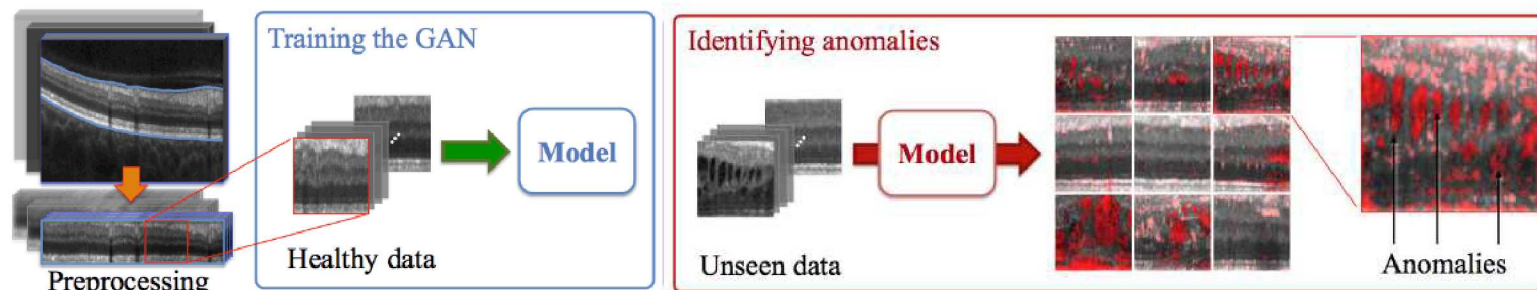 Training the GAN
Model
Healthy data
Preprocessing
Identifying anomalies
Model
Unseen data
Anomalies